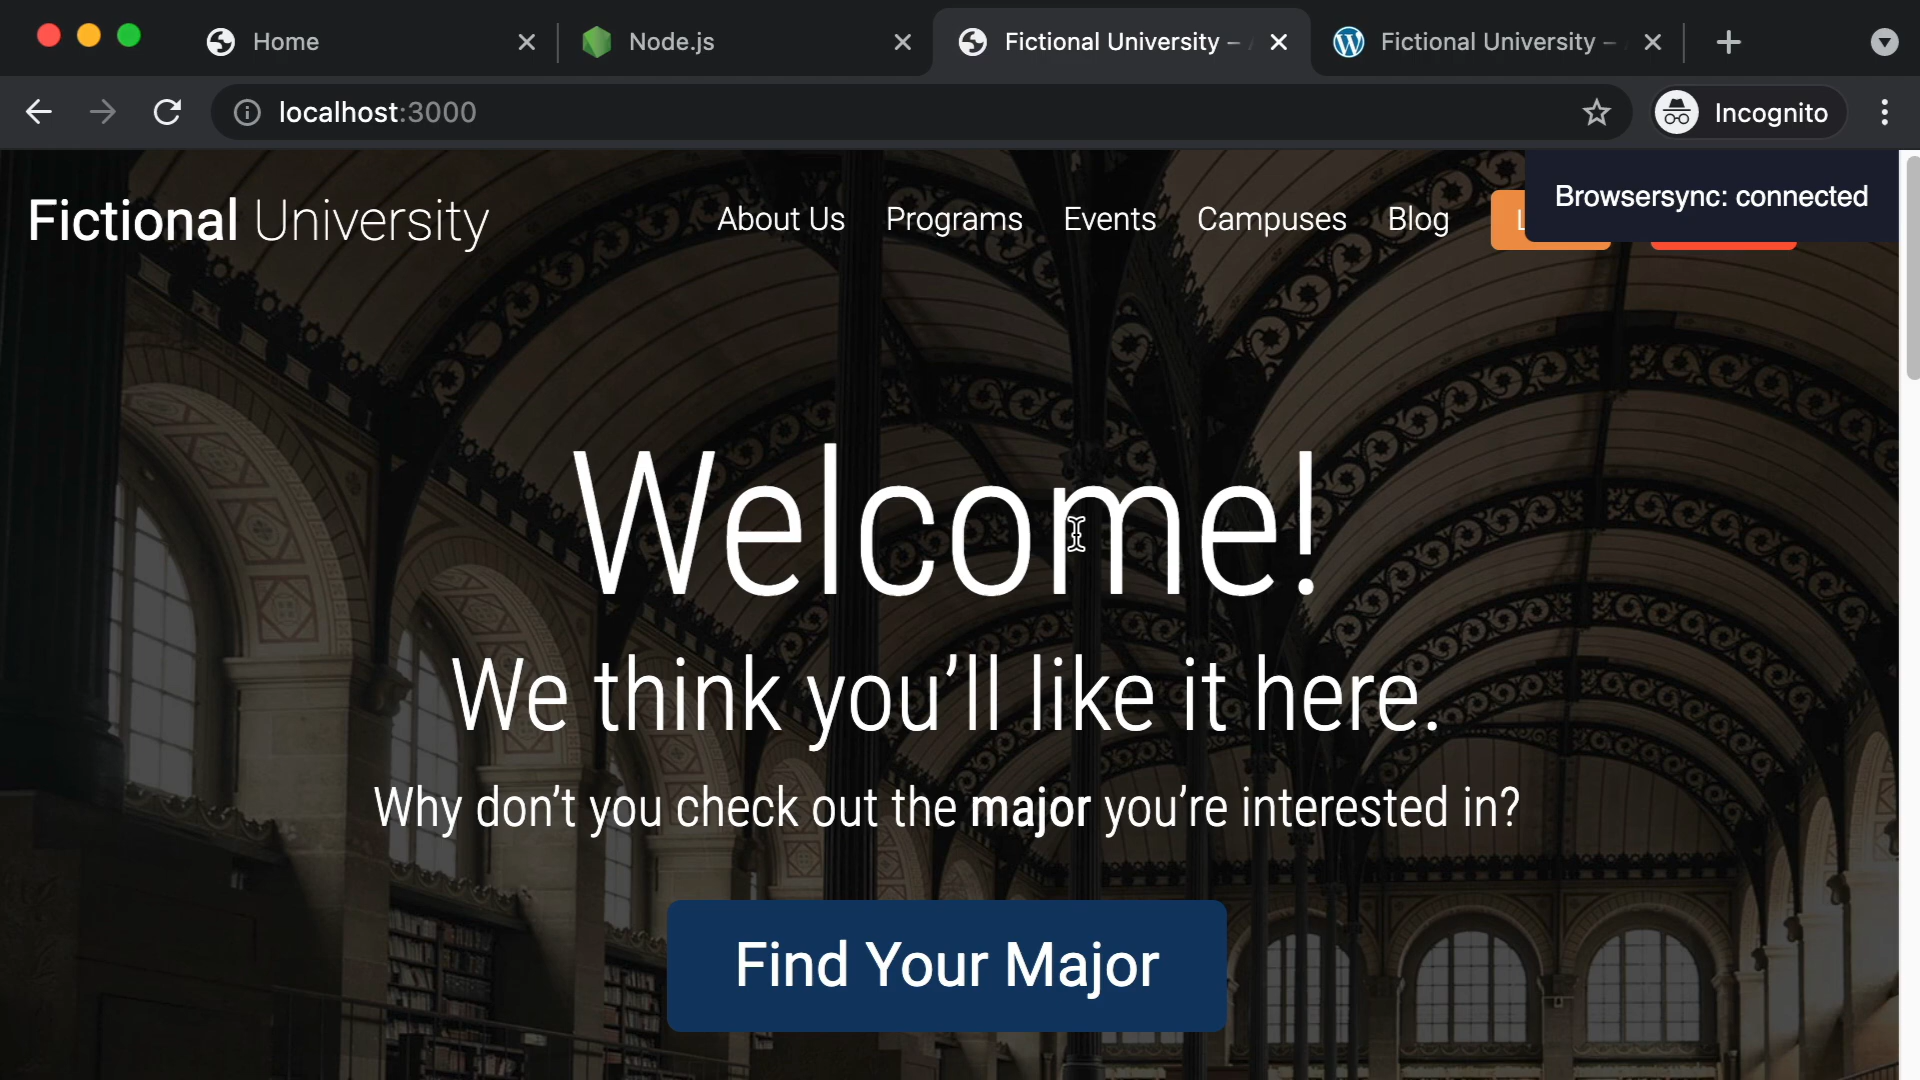 Home
Node.js
Fictional University –
Fictional University –
localhost:3000
Incognito
Fictional University
About Us
Programs
Events
Campuses
Blog
L
Browsersync: connected
Welcome!
We think you’ll like it here.
Why don’t you check out the major you’re interested in?
Find Your Major